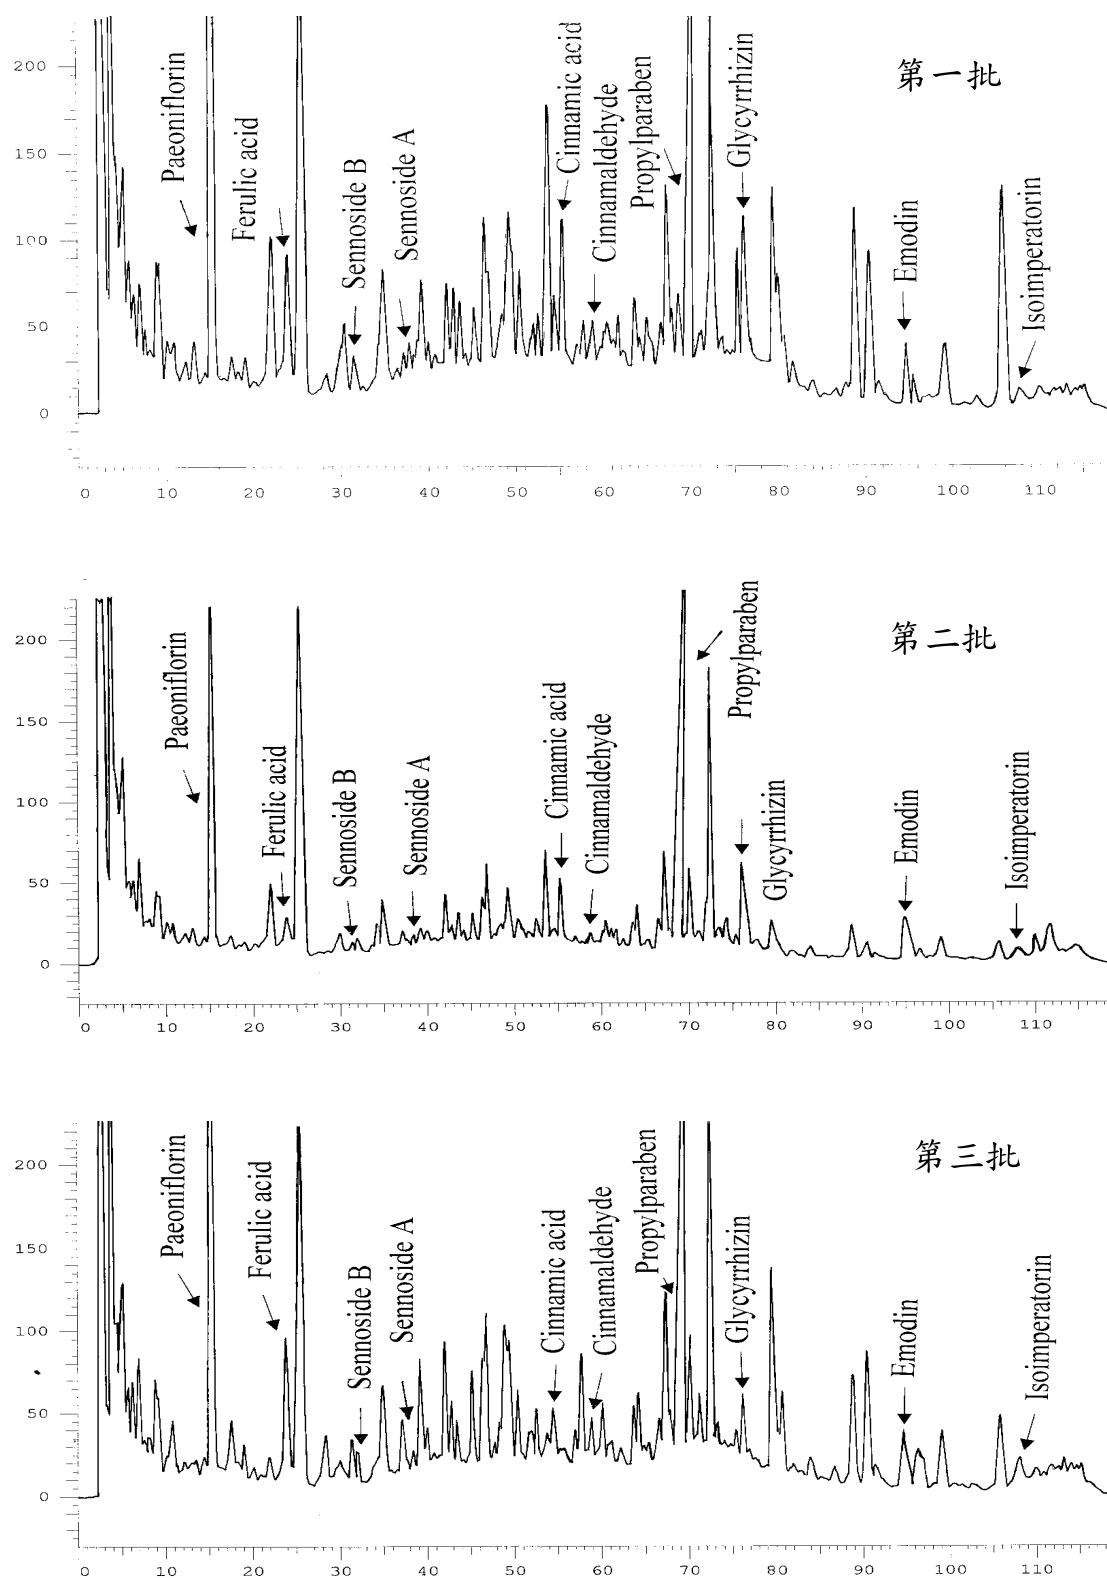 第一批
200
150
100
50
0
Paeoniflorin
Ferulic acid
Sennoside B
Sennoside A
Cinnamic acid
Cinnamaldehyde
Propylparaben
Glycyrrhizin
Emodin
Isoimperatorin
0 10 20 30 40 50 60 70 80 90 100 110
第二批
200
150
100
50
0
Paeoniflorin
Ferulic acid
Sennoside B
Sennoside A
Cinnamic acid
Cinnamaldehyde
Propylparaben
Glycyrrhizin
Emodin
Isoimperatorin
0 10 20 30 40 50 60 70 80 90 100 110
第三批
200
150
100
50
0
Paeoniflorin
Ferulic acid
Sennoside B
Sennoside A
Cinnamic acid
Cinnamaldehyde
Propylparaben
Glycyrrhizin
Emodin
Isoimperatorin
0 10 20 30 40 50 60 70 80 90 100 110